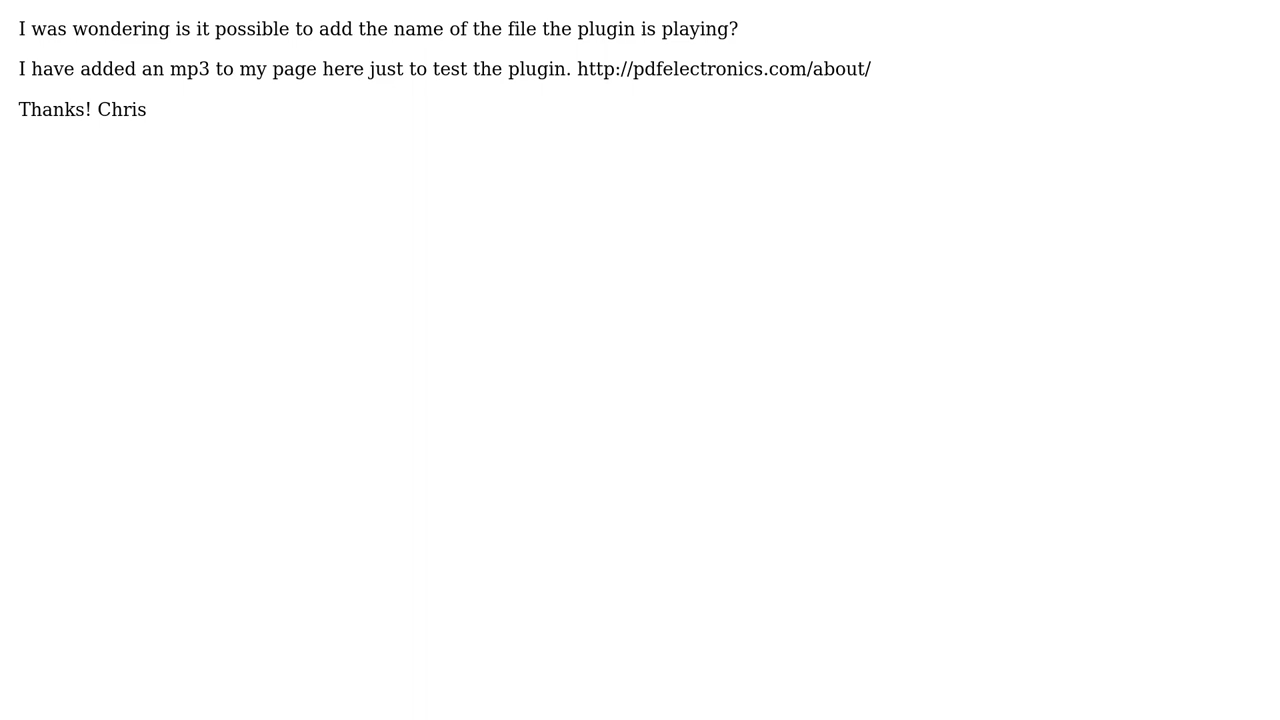 I was wondering is it possible to add the name of the file the plugin is playing?
I have added an mp3 to my page here just to test the plugin. http://pdfelectronics.com/about/
Thanks! Chris